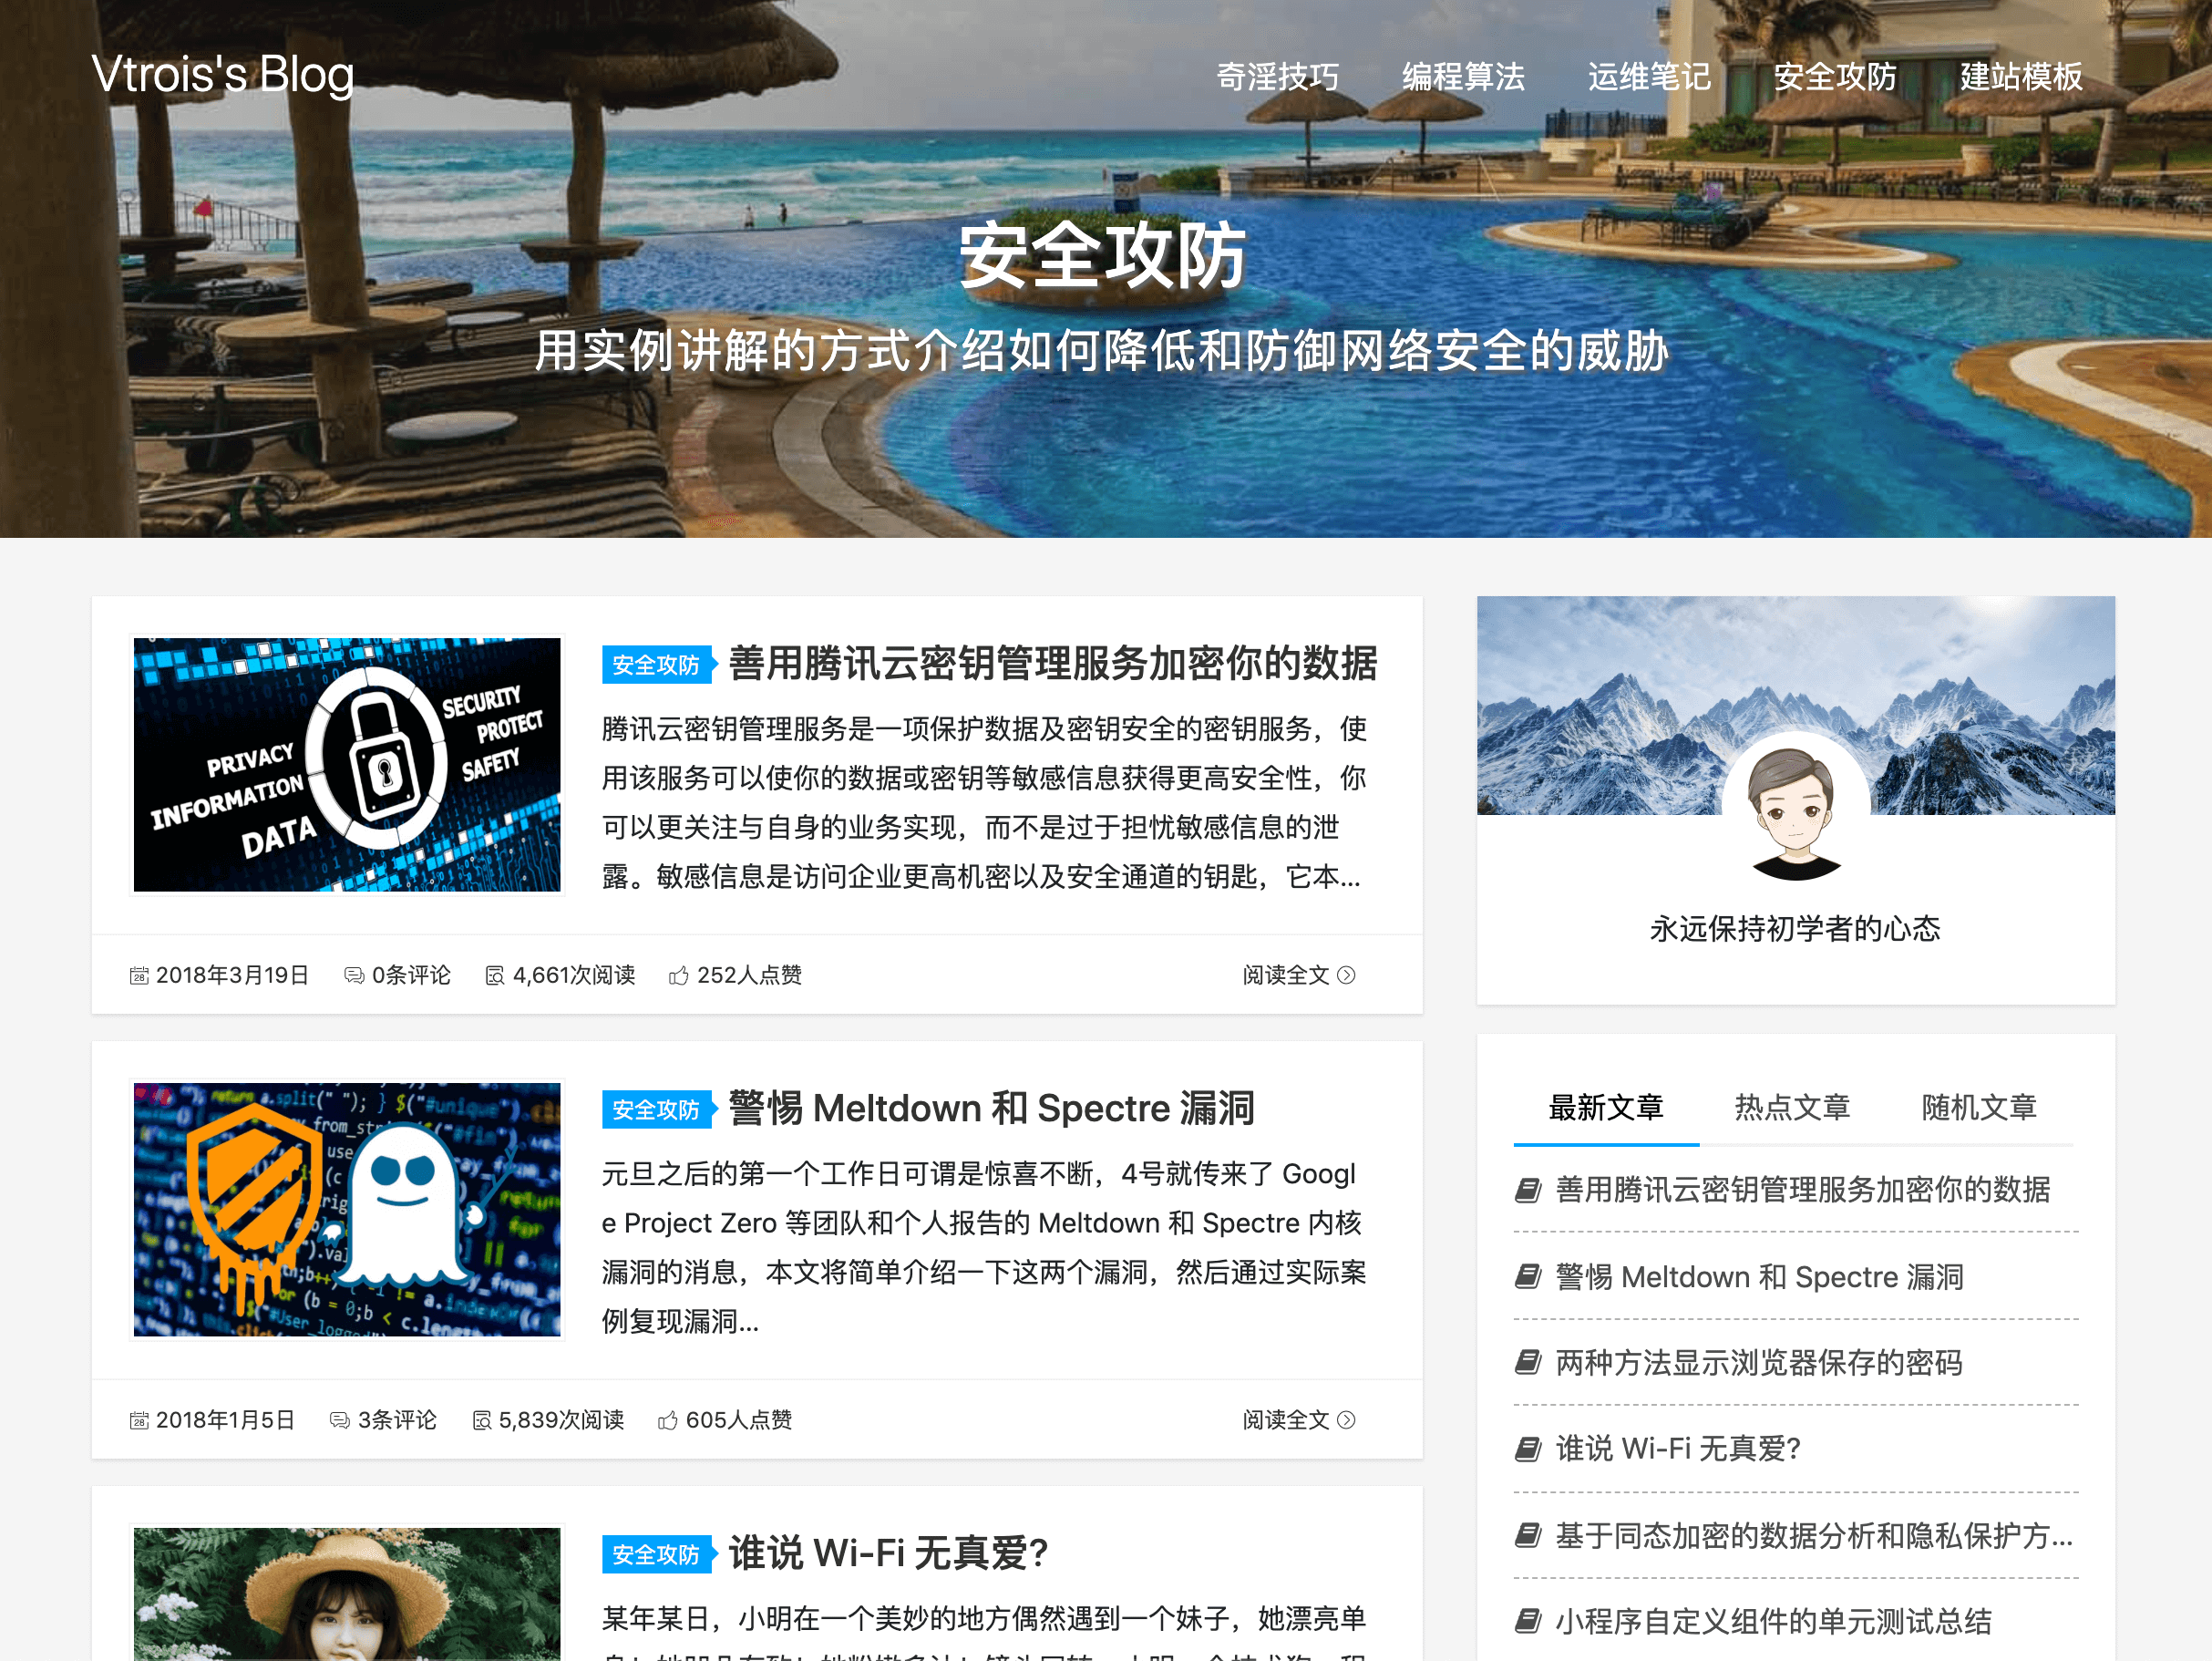 Vtrois's Blog
奇淫技巧 编程算法 运维笔记 安全攻防 建站模板
安全攻防
用实例讲解的方式介绍如何降低和防御网络安全的威胁
PRIVACY
INFORMATION
DATA
SECURITY
PROTECT
SAFETY
安全攻防 善用腾讯云密钥管理服务加密你的数据
腾讯云密钥管理服务是一项保护数据及密钥安全的密钥服务，使
用该服务可以使你的数据或密钥等敏感信息获得更高安全性，你
可以更关注与自身的业务实现，而不是过于担忧敏感信息的泄
露。敏感信息是访问企业更高机密以及安全通道的钥匙，它本...
2018年3月19日 0条评论 4,661次阅读 252人点赞 阅读全文
安全攻防 警惕 Meltdown 和 Spectre 漏洞
元旦之后的第一个工作日可谓是惊喜不断，4号就传来了 Googl
e Project Zero 等团队和个人报告的 Meltdown 和 Spectre 内核
漏洞的消息，本文将简单介绍一下这两个漏洞，然后通过实际案
例复现漏洞...
2018年1月5日 3条评论 5,839次阅读 605人点赞 阅读全文
安全攻防 谁说 Wi-Fi 无真爱？
某年某日，小明在一个美妙的地方偶然遇到一个妹子，她漂亮单
永远保持初学者的心态
最新文章 热点文章 随机文章
善用腾讯云密钥管理服务加密你的数据
警惕 Meltdown 和 Spectre 漏洞
两种方法显示浏览器保存的密码
谁说 Wi-Fi 无真爱？
基于同态加密的数据分析和隐私保护方...
小程序自定义组件的单元测试总结